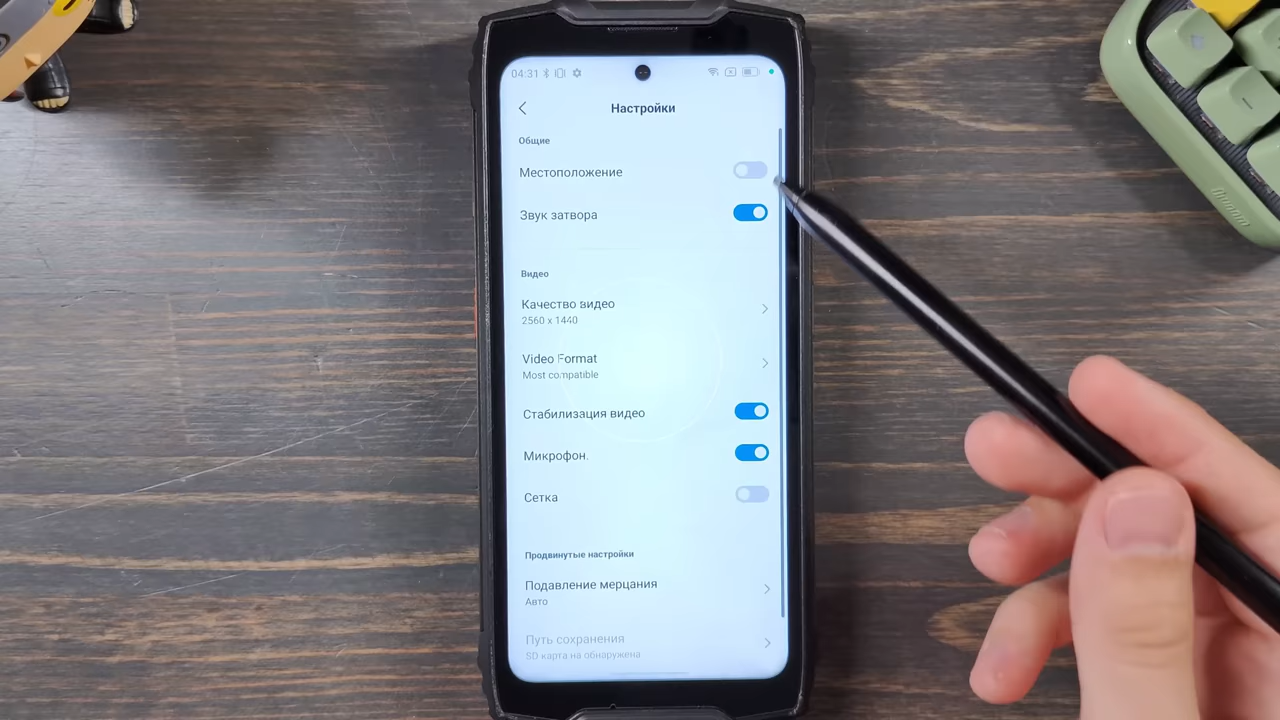 04:31
Настройки
Общие
Местоположение
Звук затвора
Видео
Качество видео
2560 x 1440
Video Format
Most compatible
Стабилизация видео
Микрофон.
Сетка
Продвинутые настройки
Подавление мерцания
Авто
Путь сохранения
SD карта на обнаружена